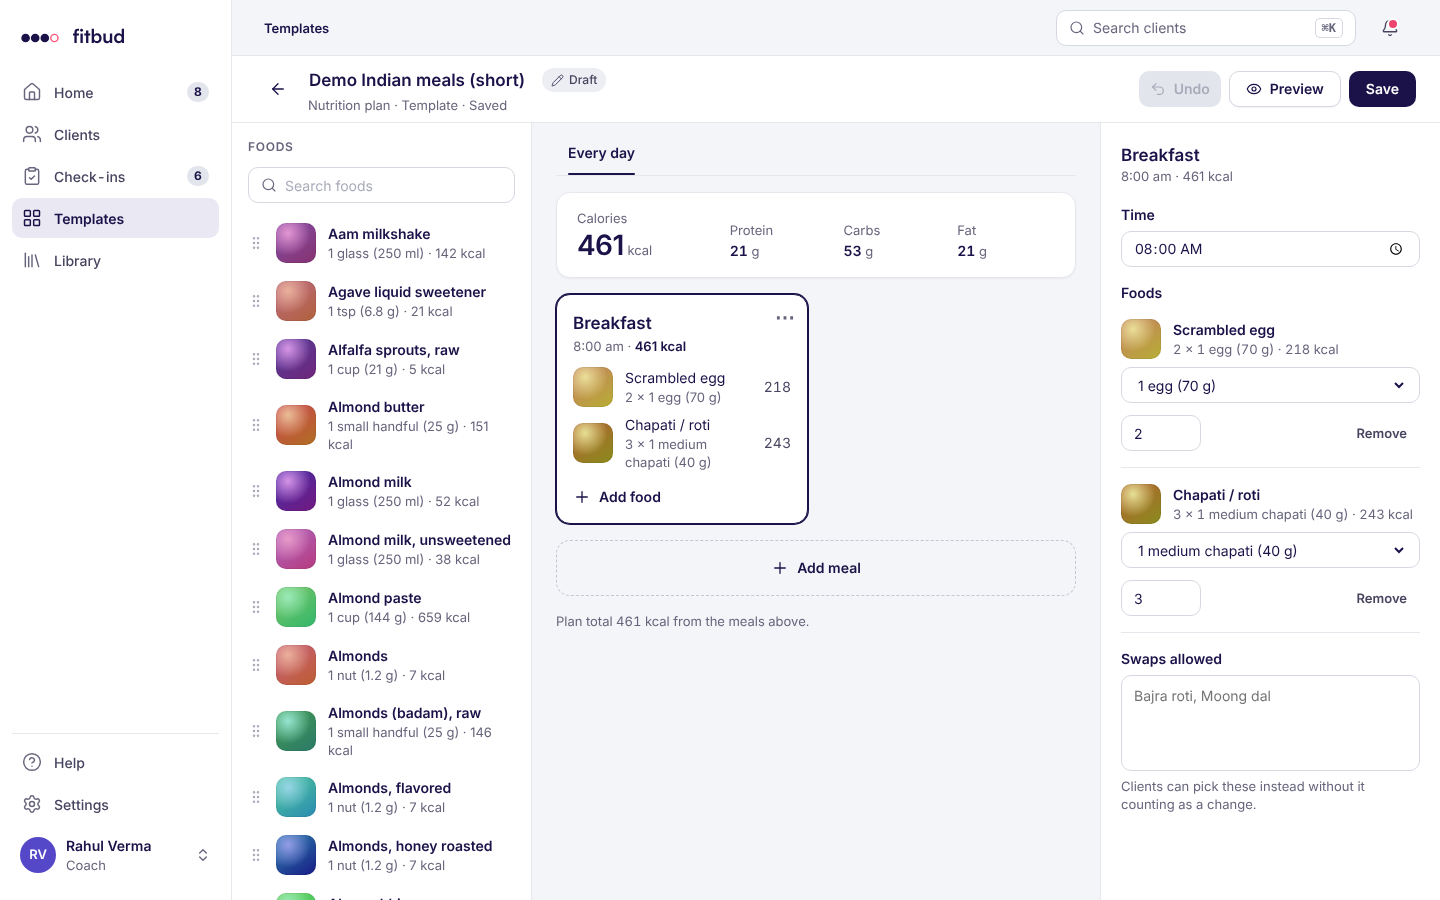 fitbud
Home 8
Clients
Check-ins 6
Templates
Library
Help
Settings
RV
Rahul Verma
Coach
Templates
Search clients ⌘K
Demo Indian meals (short) Draft
Nutrition plan · Template · Saved
Undo
Preview
Save
FOODS
Search foods
Aam milkshake
1 glass (250 ml) · 142 kcal
Agave liquid sweetener
1 tsp (6.8 g) · 21 kcal
Alfalfa sprouts, raw
1 cup (21 g) · 5 kcal
Almond butter
1 small handful (25 g) · 151
kcal
Almond milk
1 glass (250 ml) · 52 kcal
Almond milk, unsweetened
1 glass (250 ml) · 38 kcal
Almond paste
1 cup (144 g) · 659 kcal
Almonds
1 nut (1.2 g) · 7 kcal
Almonds (badam), raw
1 small handful (25 g) · 146
kcal
Almonds, flavored
1 nut (1.2 g) · 7 kcal
Almonds, honey roasted
1 nut (1.2 g) · 7 kcal
Every day
Calories
461 kcal
Protein
21 g
Carbs
53 g
Fat
21 g
Breakfast
8:00 am · 461 kcal
Scrambled egg
2 × 1 egg (70 g)
218
Chapati / roti
3 × 1 medium
chapati (40 g)
243
Add food
Add meal
Plan total 461 kcal from the meals above.
Breakfast
8:00 am · 461 kcal
Time
08:00 AM
Foods
Scrambled egg
2 × 1 egg (70 g) · 218 kcal
1 egg (70 g)
2 Remove
Chapati / roti
3 × 1 medium chapati (40 g) · 243 kcal
1 medium chapati (40 g)
3 Remove
Swaps allowed
Bajra roti, Moong dal
Clients can pick these instead without it
counting as a change.